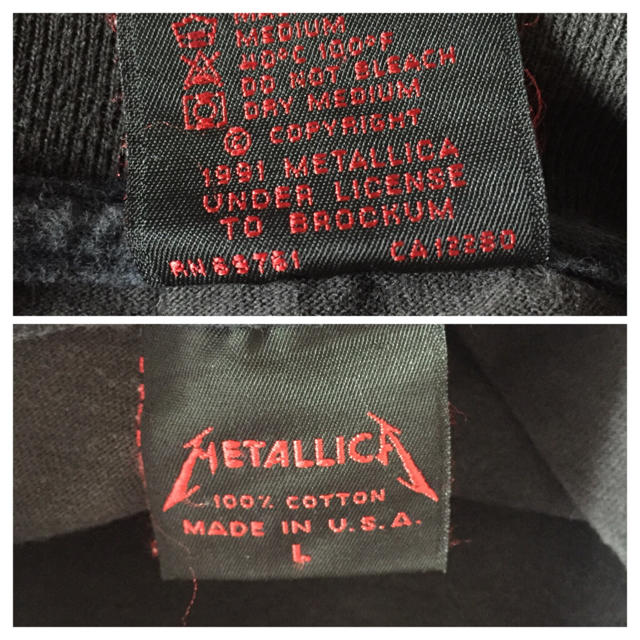 MEDIUM
40°C 100°F
DO NOT BLEACH
DRY MEDIUM
® COPYRIGHT
1991 METALLICA
UNDER LICENSE
TO BROCKUM
CA12280
METALLICA
100% COTTON
MADE IN U.S.A.
L